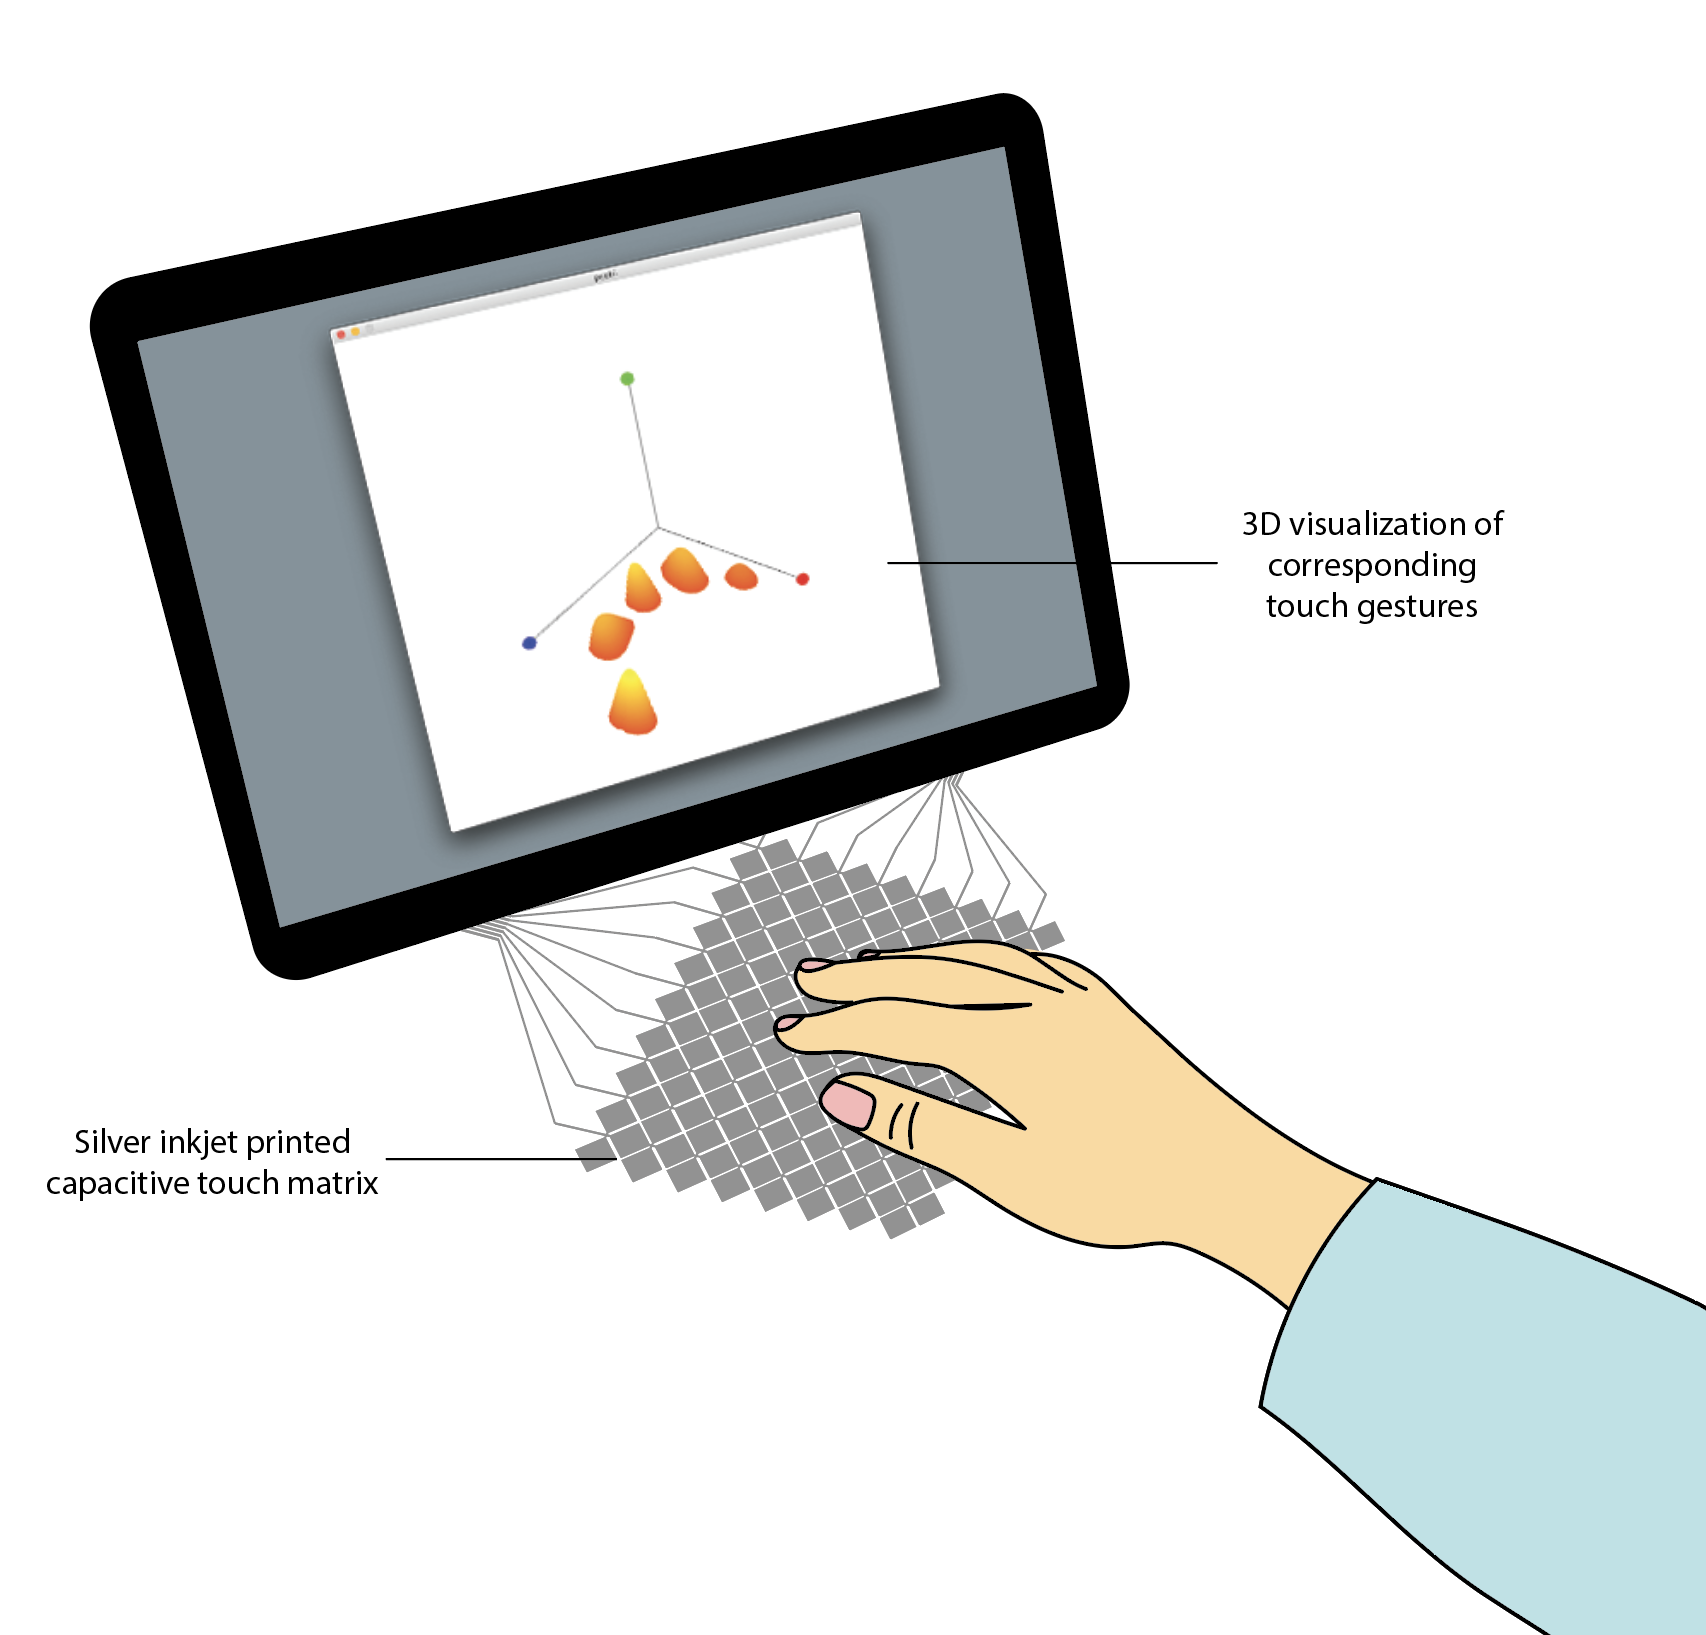 3D visualization of
corresponding
touch gestures
Silver inkjet printed
capacitive touch matrix